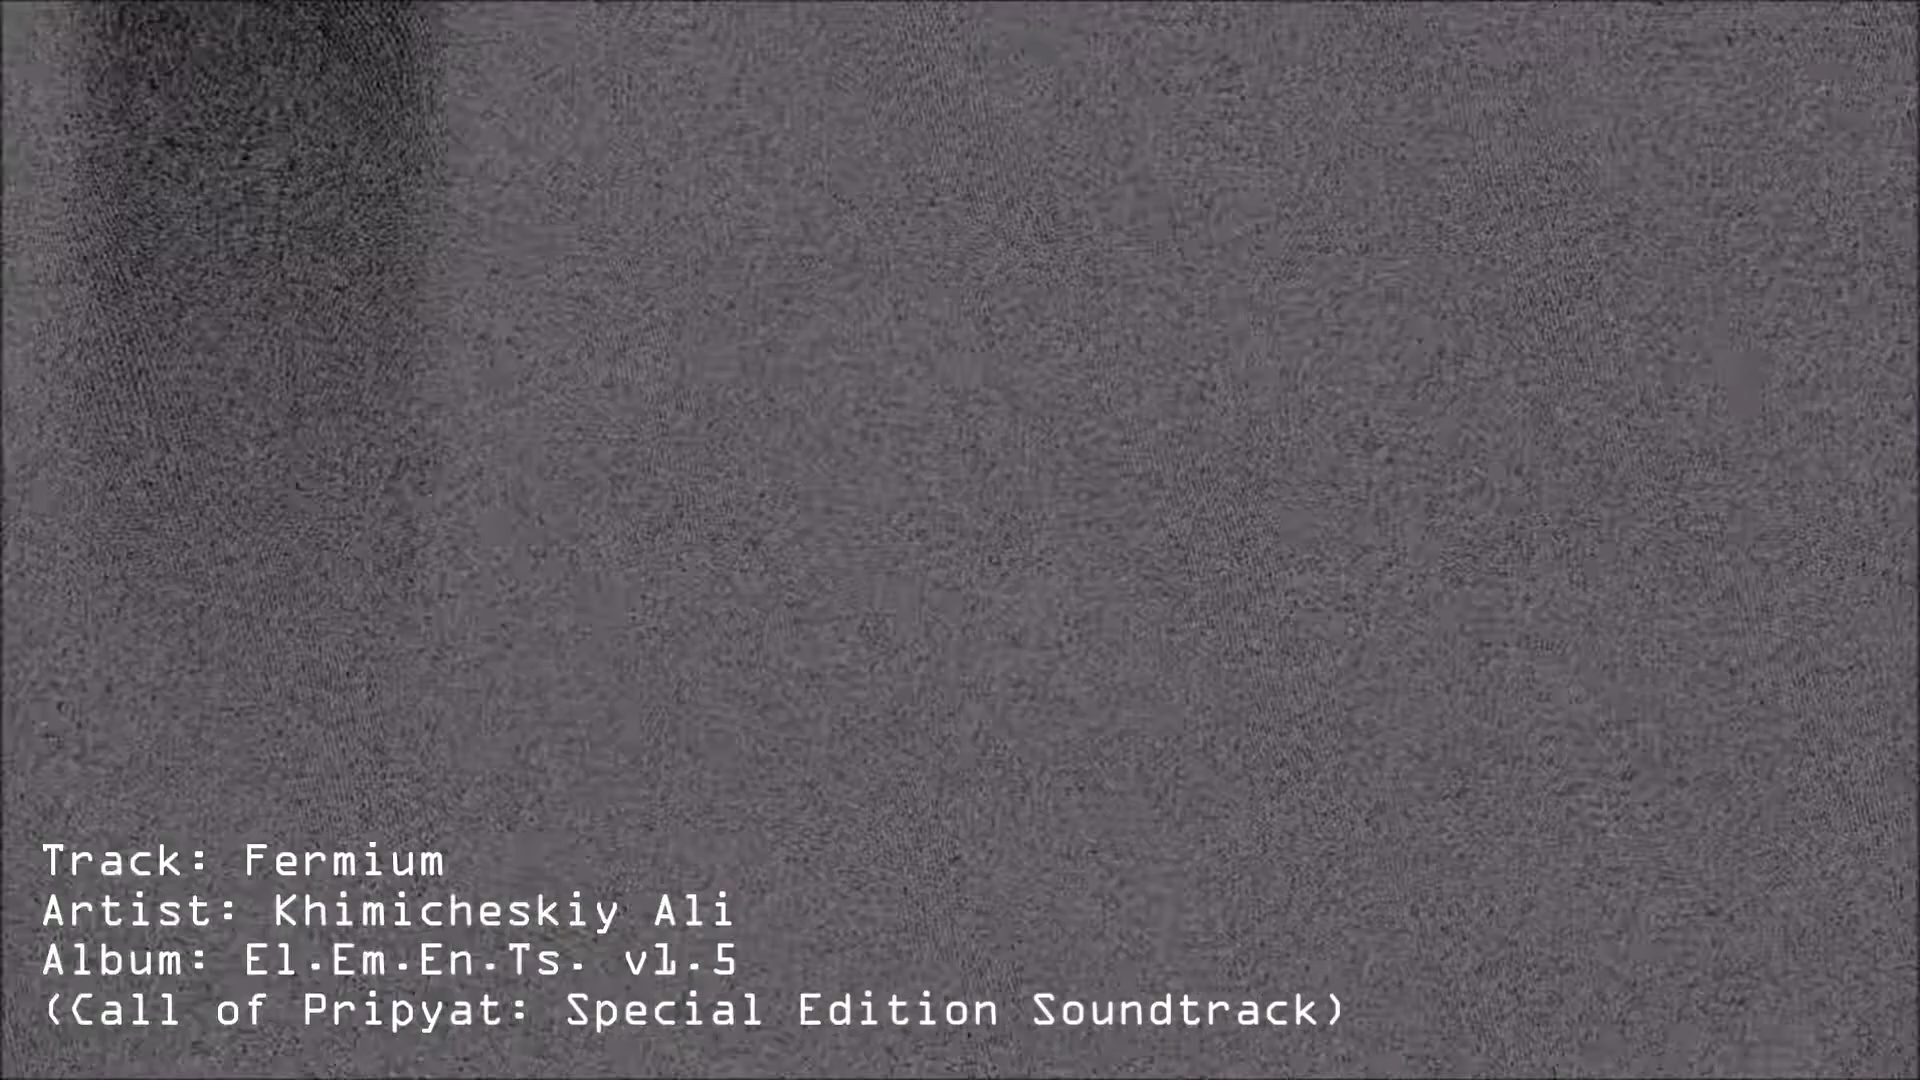 Track: Fermium
Artist: Khimicheskiy Ali
Album: El.Em.En.Ts. v1.5
(Call of Pripyat: Special Edition Soundtrack)